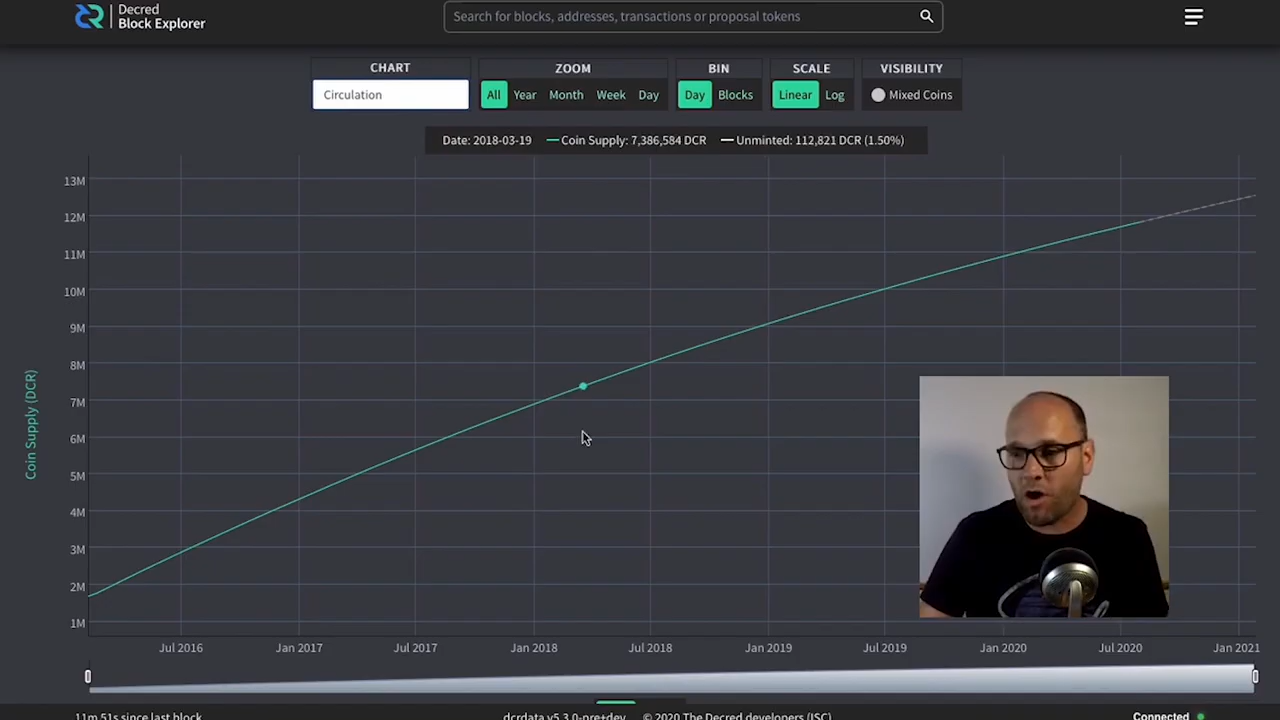 Decred
Block Explorer
Search for blocks, addresses, transactions or proposal tokens
CHART ZOOM BIN SCALE VISIBILITY
Circulation All Year Month Week Day Day Blocks Linear Log Mixed Coins
Date: 2018-03-19 Coin Supply: 7,386,584 DCR Unminted: 112,821 DCR (1.50%)
13M
12M
11M
10M
9M
8M
7M
6M
5M
4M
3M
2M
1M
Coin Supply (DCR)
Jul 2016 Jan 2017 Jul 2017 Jan 2018 Jul 2018 Jan 2019 Jul 2019 Jan 2020 Jul 2020 Jan 2021
11m 51s since last block dcrdata v5.3.0-pre+dev © 2020 The Decred developers (ISC) Connected